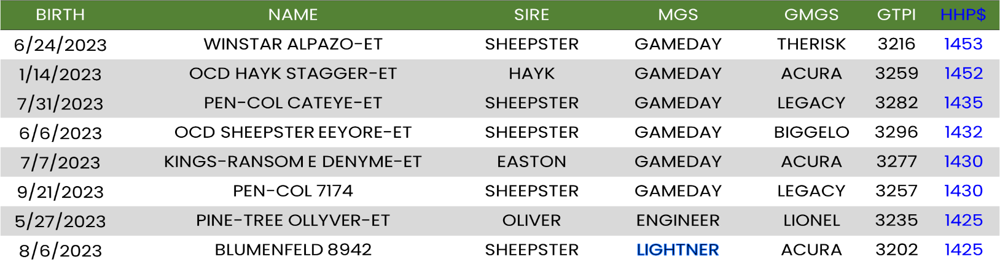 BIRTH NAME SIRE MGS GMGS GTPI HHP$
6/24/2023 WINSTAR ALPAZO-ET SHEEPSTER GAMEDAY THERISK 3216 1453
1/14/2023 OCD HAYK STAGGER-ET HAYK GAMEDAY ACURA 3259 1452
7/31/2023 PEN-COL CATEYE-ET SHEEPSTER GAMEDAY LEGACY 3282 1435
6/6/2023 OCD SHEEPSTER EEYORE-ET SHEEPSTER GAMEDAY BIGGELO 3296 1432
7/7/2023 KINGS-RANSOM E DENYME-ET EASTON GAMEDAY ACURA 3277 1430
9/21/2023 PEN-COL 7174 SHEEPSTER GAMEDAY LEGACY 3257 1430
5/27/2023 PINE-TREE OLLYVER-ET OLIVER ENGINEER LIONEL 3235 1425
8/6/2023 BLUMENFELD 8942 SHEEPSTER LIGHTNER ACURA 3202 1425